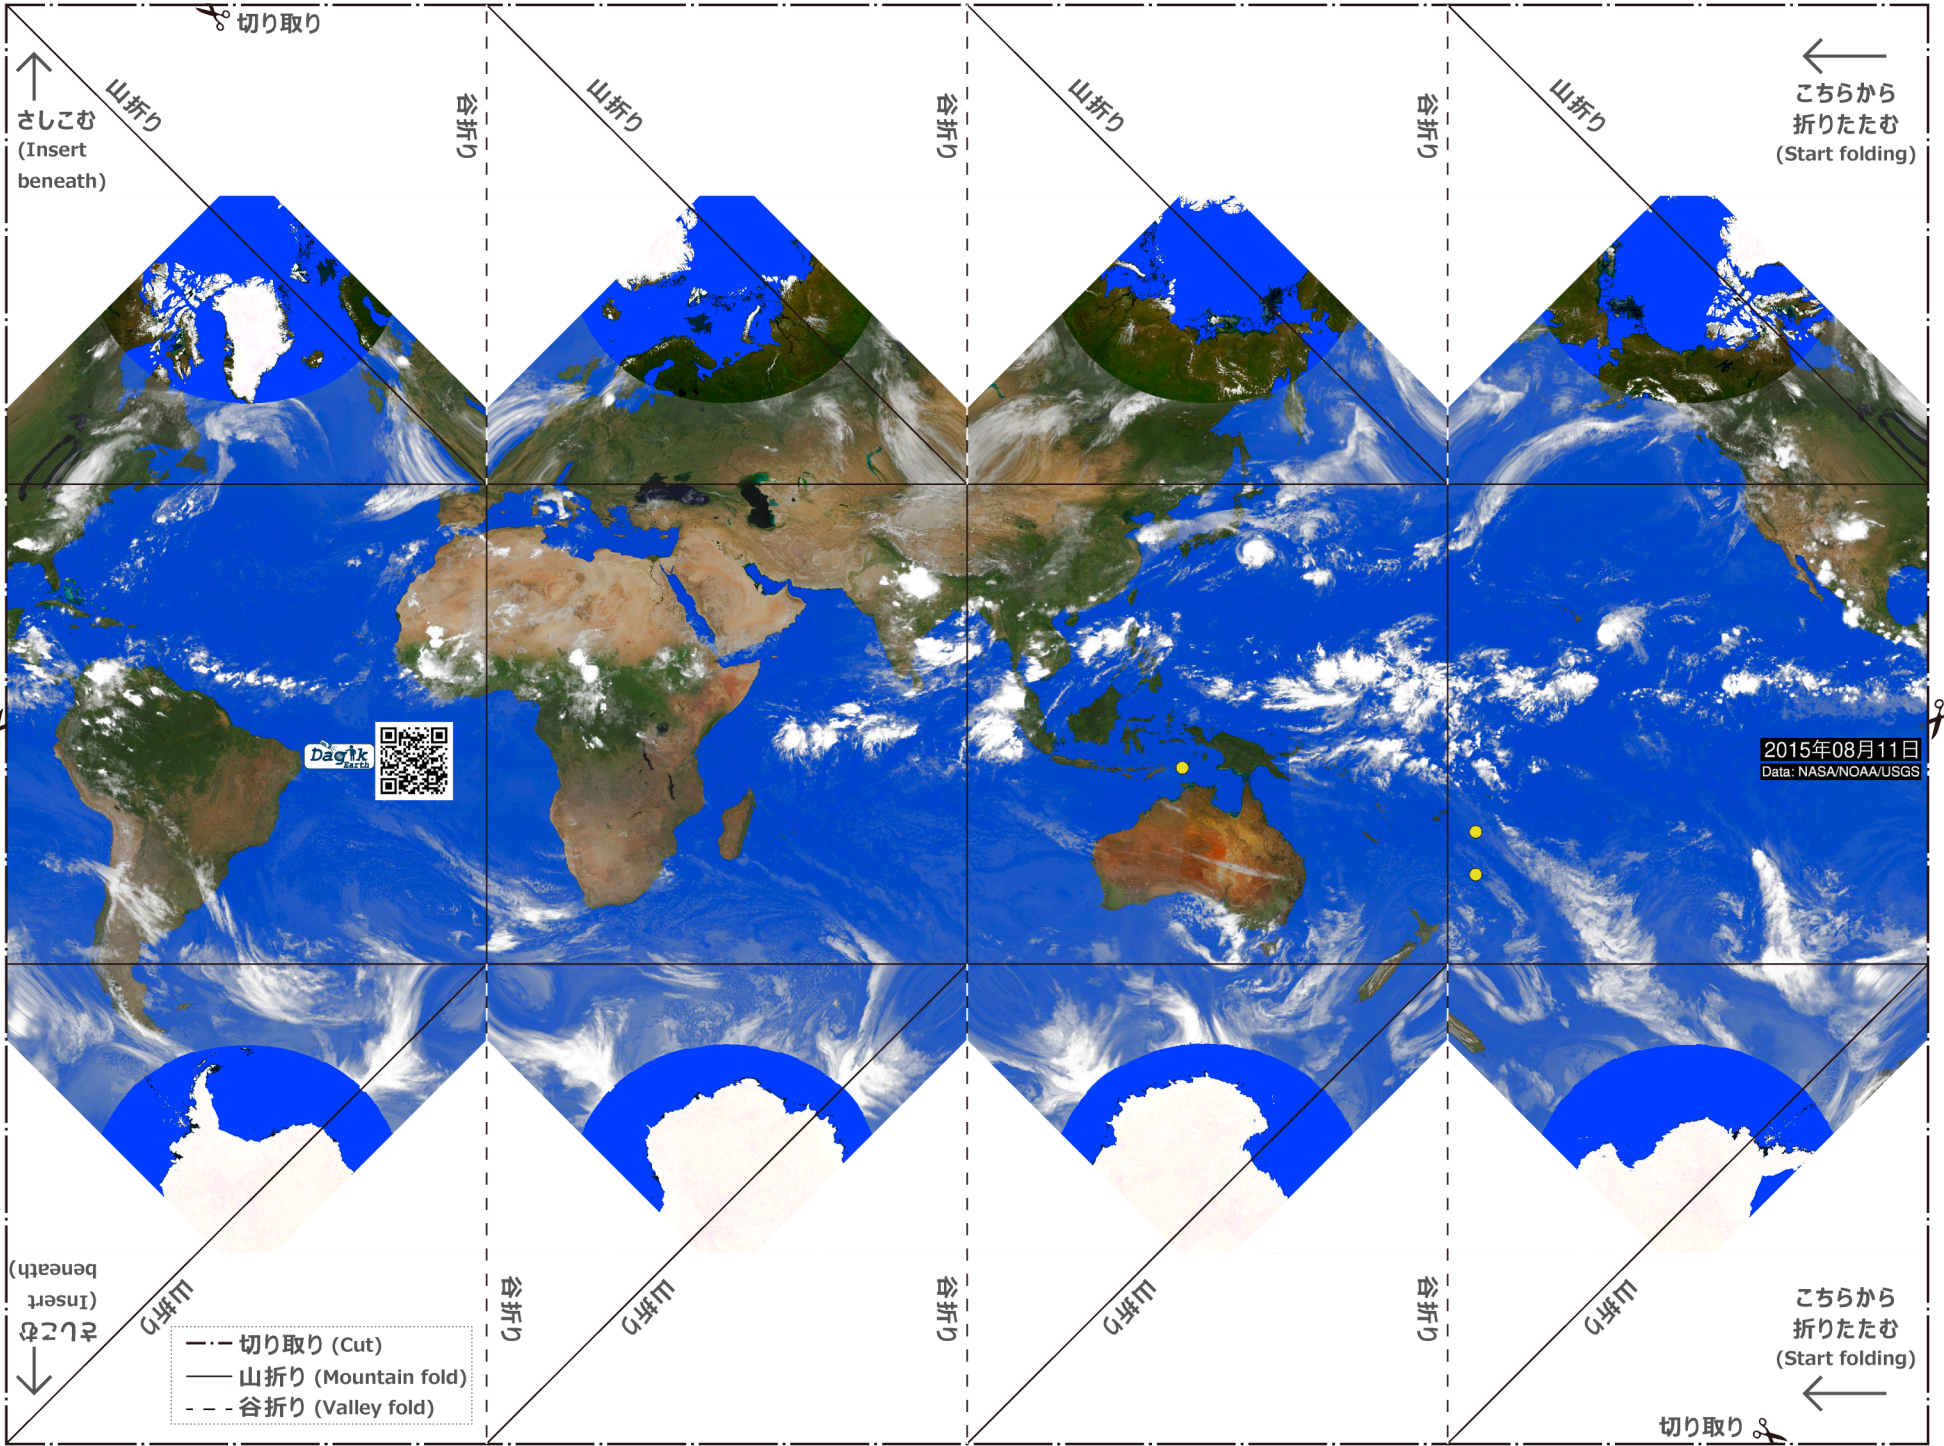 切り取り
さしこむ
(Insert
beneath)
山折り
谷折り
山折り
谷折り
山折り
谷折り
山折り
こちらから
折りたたむ
(Start folding)
Dagik
Earth
2015年08月11日
Data: NASA/NOAA/USGS
さしこむ
(Insert
beneath)
山折り
谷折り
山折り
谷折り
山折り
谷折り
山折り
こちらから
折りたたむ
(Start folding)
切り取り (Cut)
山折り (Mountain fold)
谷折り (Valley fold)
切り取り